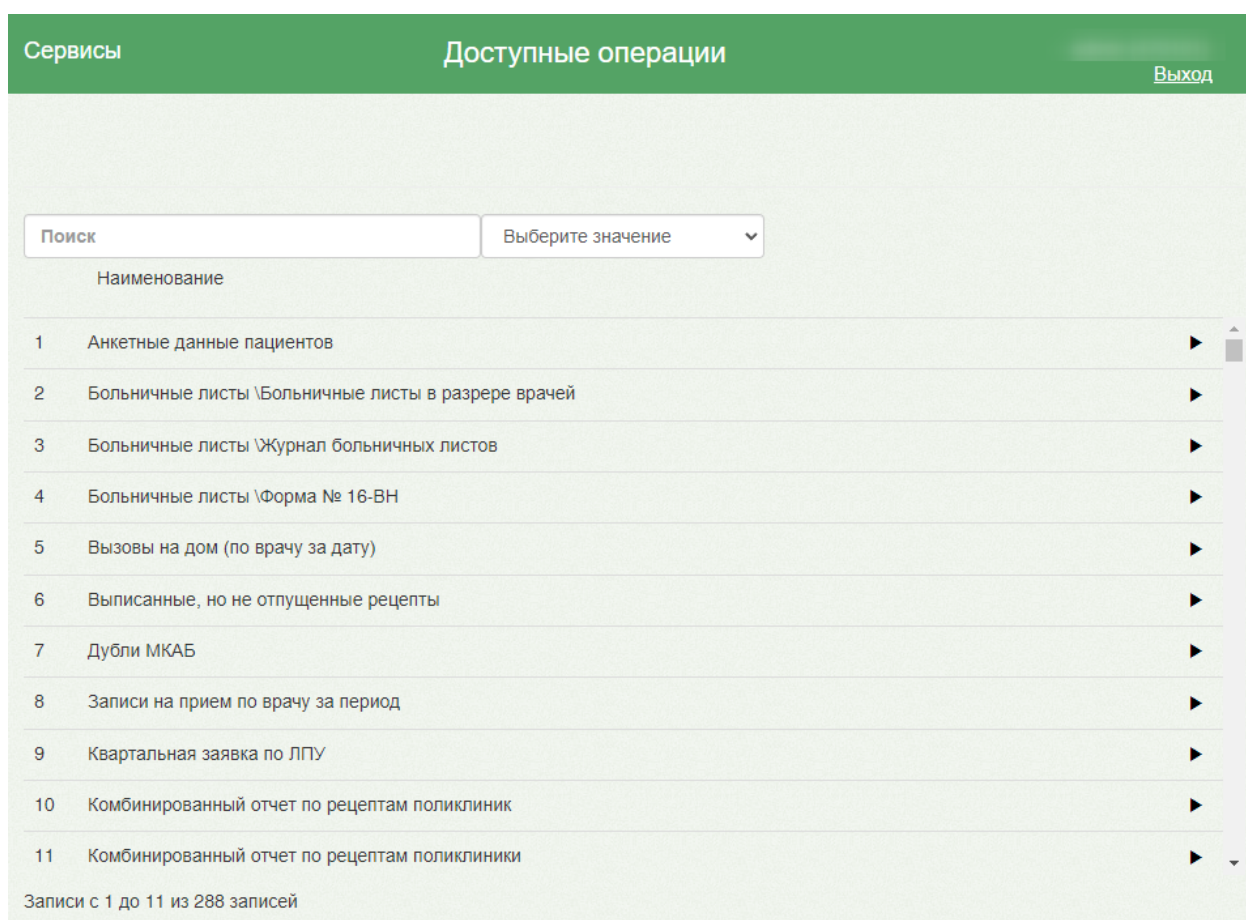 Сервисы Доступные операции
Выход
Поиск Выберите значение
Наименование
1 Анкетные данные пациентов
2 Больничные листы \Больничные листы в разрере врачей
3 Больничные листы \Журнал больничных листов
4 Больничные листы \Форма № 16-ВН
5 Вызовы на дом (по врачу за дату)
6 Выписанные, но не отпущенные рецепты
7 Дубли МКАБ
8 Записи на прием по врачу за период
9 Квартальная заявка по ЛПУ
10 Комбинированный отчет по рецептам поликлиник
11 Комбинированный отчет по рецептам поликлиники
Записи с 1 до 11 из 288 записей